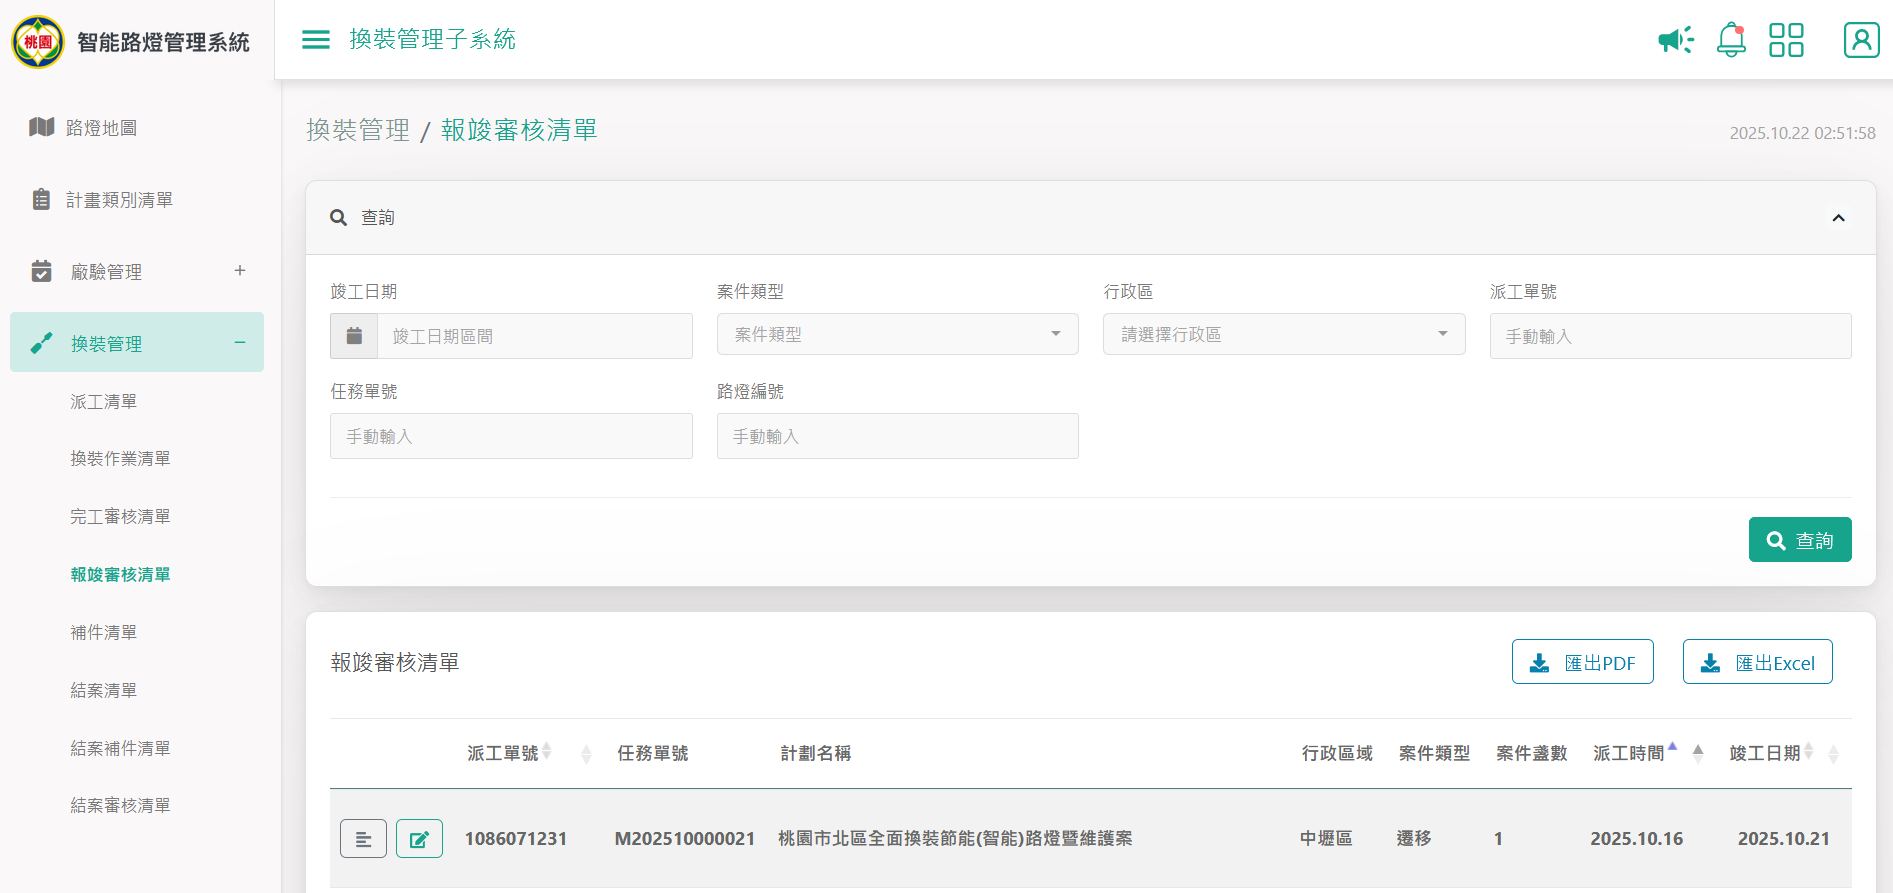 桃園
智能路燈管理系統
換裝管理子系統
路燈地圖
計畫類別清單
廠驗管理 +
換裝管理 −
派工清單
換裝作業清單
完工審核清單
報竣審核清單
補件清單
結案清單
結案補件清單
結案審核清單
換裝管理 / 報竣審核清單
2025.10.22 02:51:58
查詢
竣工日期 案件類型 行政區 派工單號
竣工日期區間 案件類型 請選擇行政區 手動輸入
任務單號 路燈編號
手動輸入 手動輸入
查詢
報竣審核清單 匯出PDF 匯出Excel
派工單號 任務單號 計劃名稱 行政區域 案件類型 案件盞數 派工時間 竣工日期
1086071231 M202510000021 桃園市北區全面換裝節能(智能)路燈暨維護案 中壢區 遷移 1 2025.10.16 2025.10.21